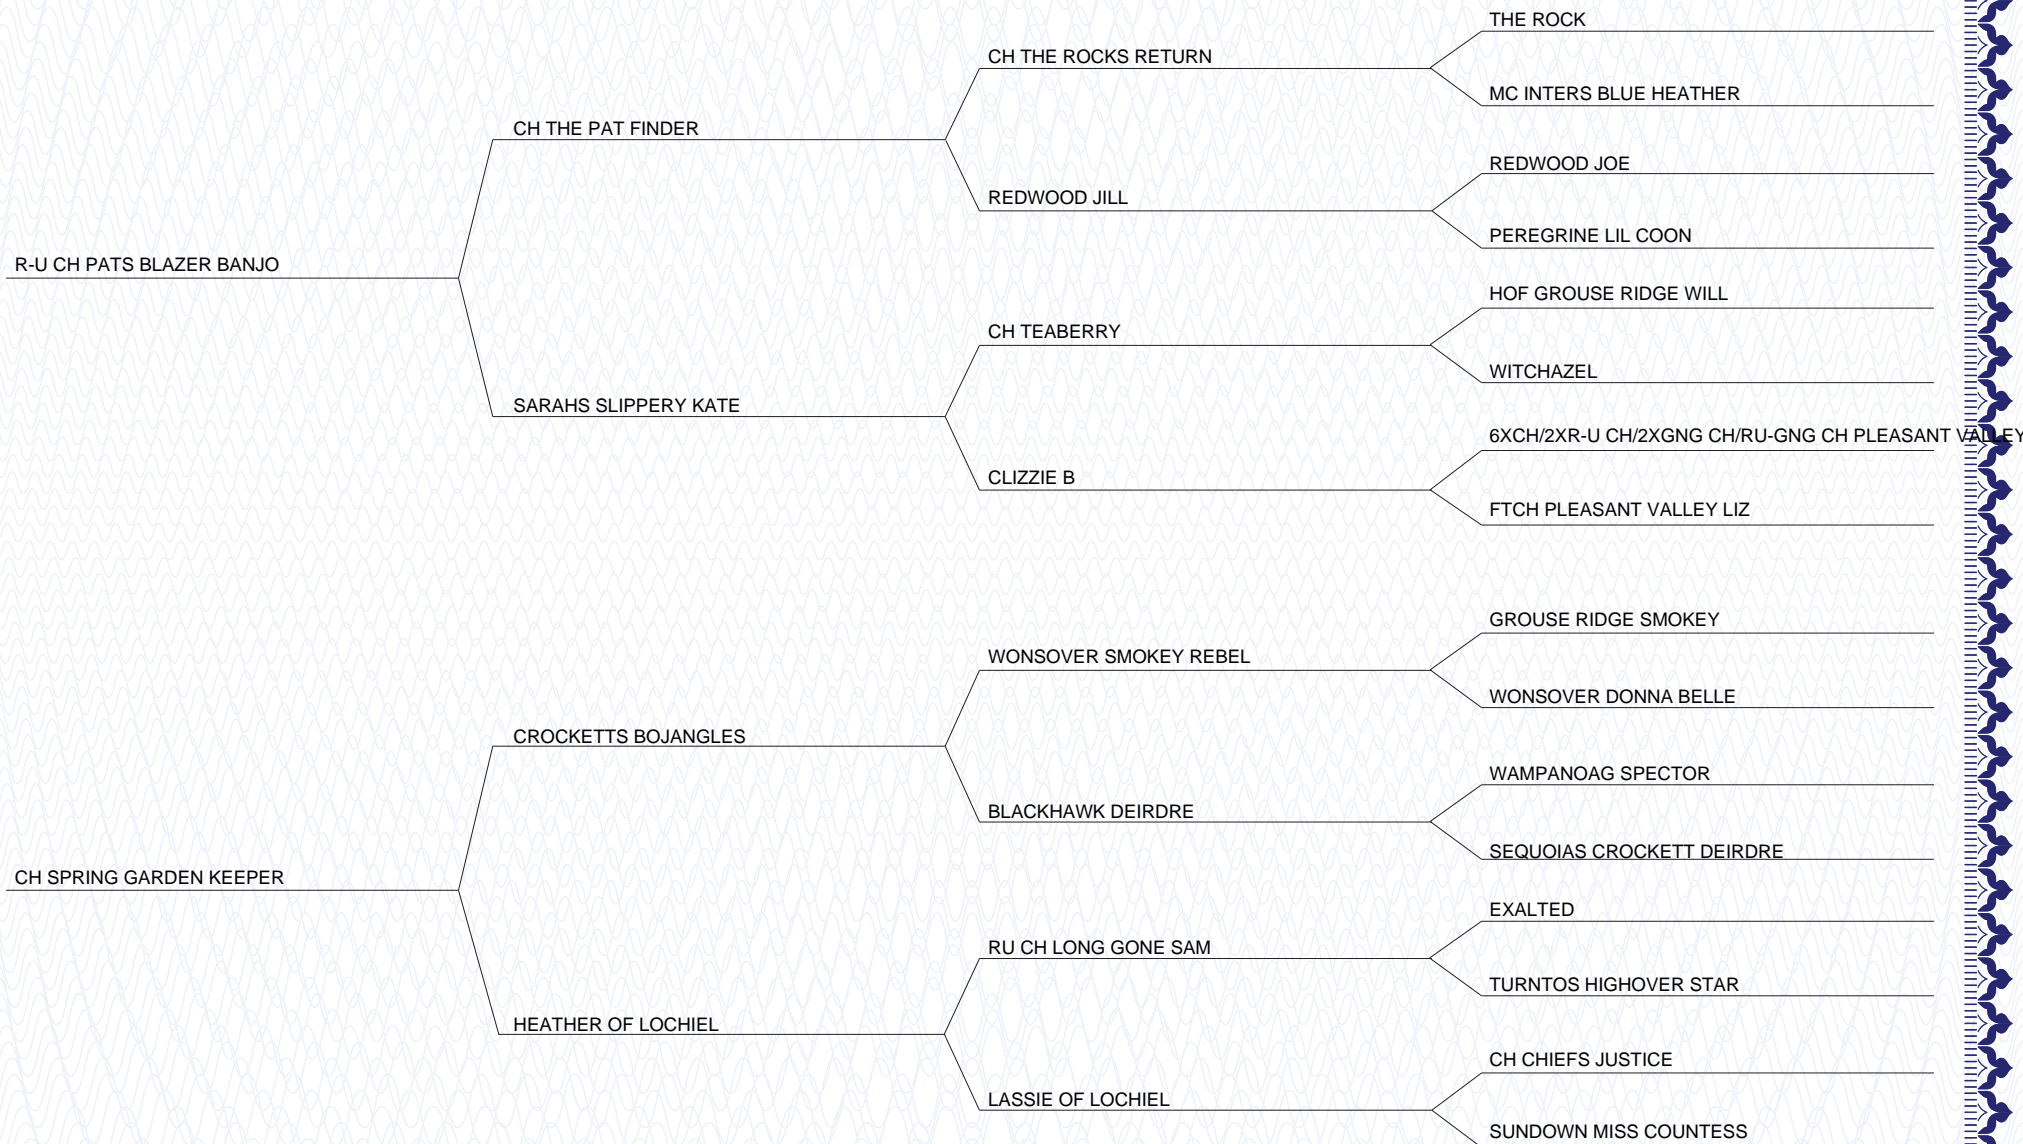 THE ROCK
CH THE ROCKS RETURN
MC INTERS BLUE HEATHER
CH THE PAT FINDER
REDWOOD JOE
REDWOOD JILL
PEREGRINE LIL COON
R-U CH PATS BLAZER BANJO
HOF GROUSE RIDGE WILL
CH TEABERRY
WITCHAZEL
SARAHS SLIPPERY KATE
6XCH/2XR-U CH/2XGNG CH/RU-GNG CH PLEASANT VALLEY
CLIZZIE B
FTCH PLEASANT VALLEY LIZ
GROUSE RIDGE SMOKEY
WONSOVER SMOKEY REBEL
WONSOVER DONNA BELLE
CROCKETTS BOJANGLES
WAMPANOAG SPECTOR
BLACKHAWK DEIRDRE
SEQUOIAS CROCKETT DEIRDRE
CH SPRING GARDEN KEEPER
EXALTED
RU CH LONG GONE SAM
TURNTOS HIGHOVER STAR
HEATHER OF LOCHIEL
CH CHIEFS JUSTICE
LASSIE OF LOCHIEL
SUNDOWN MISS COUNTESS